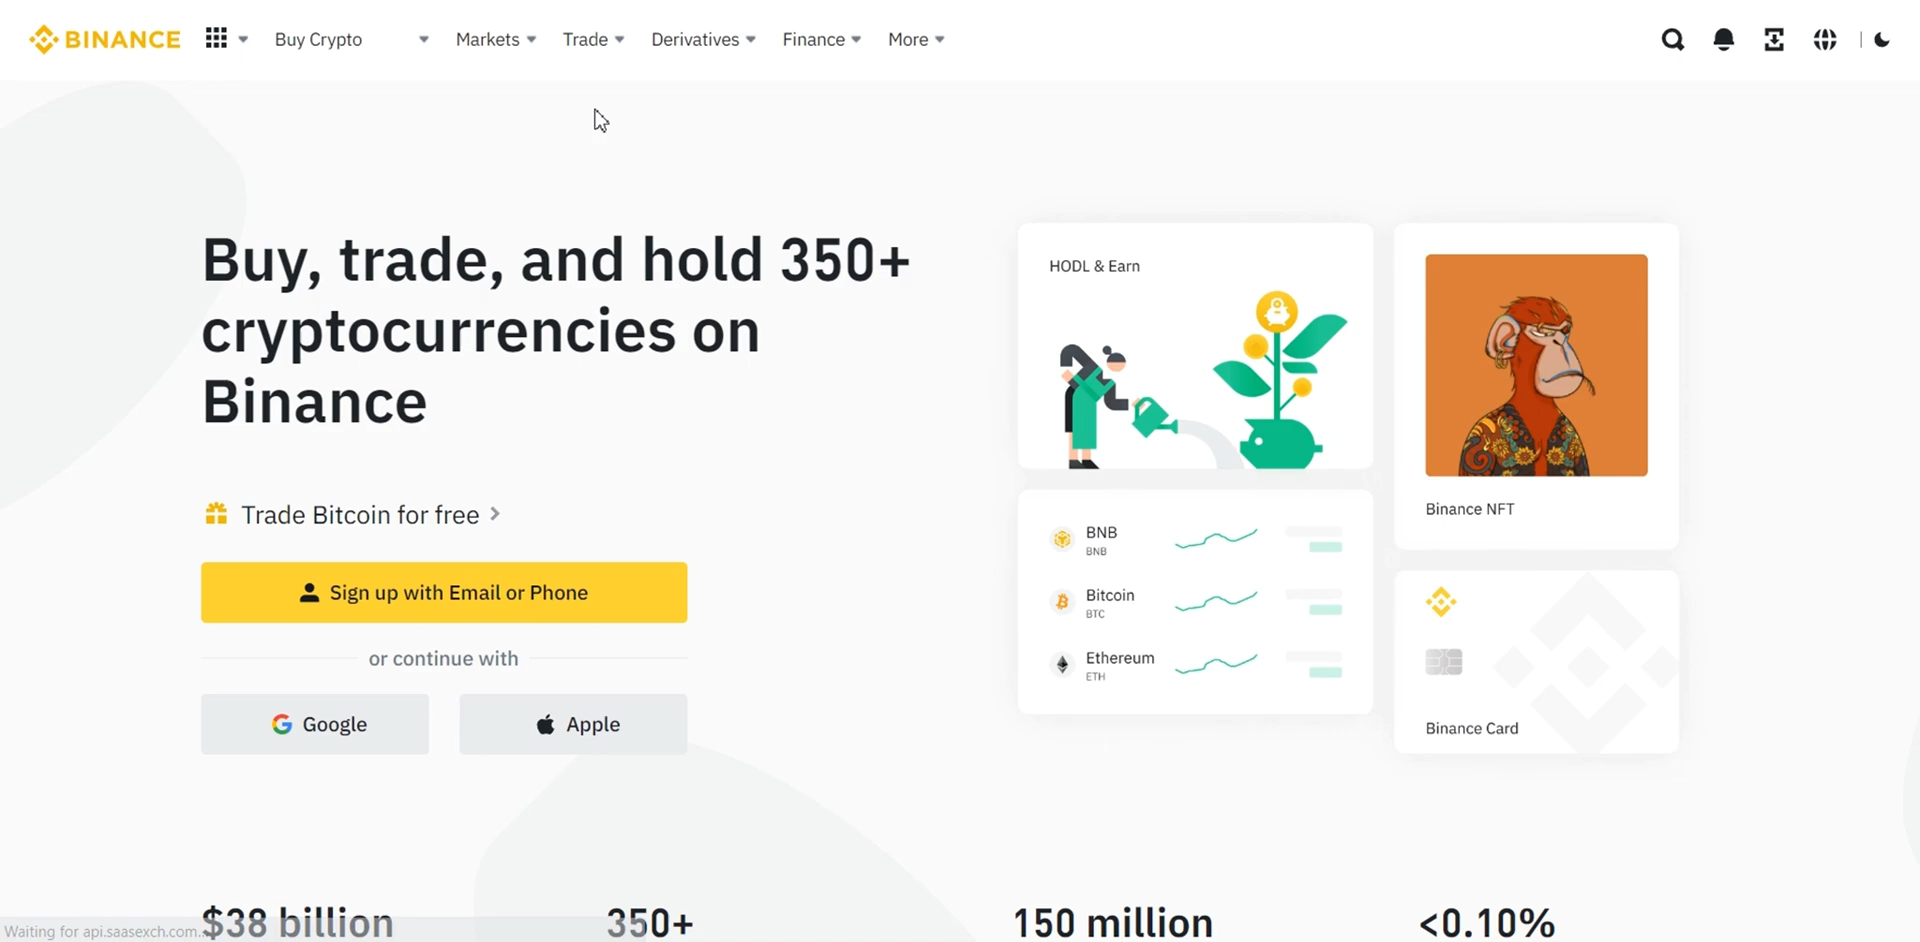 BINANCE
Buy Crypto
Markets
Trade
Derivatives
Finance
More
Buy, trade, and hold 350+
cryptocurrencies on
Binance
Trade Bitcoin for free
Sign up with Email or Phone
or continue with
Google
Apple
HODL & Earn
BNB
BNB
Bitcoin
BTC
Ethereum
ETH
Binance NFT
Binance Card
$38 billion
350+
150 million
<0.10%
Waiting for api.saasexch.com...